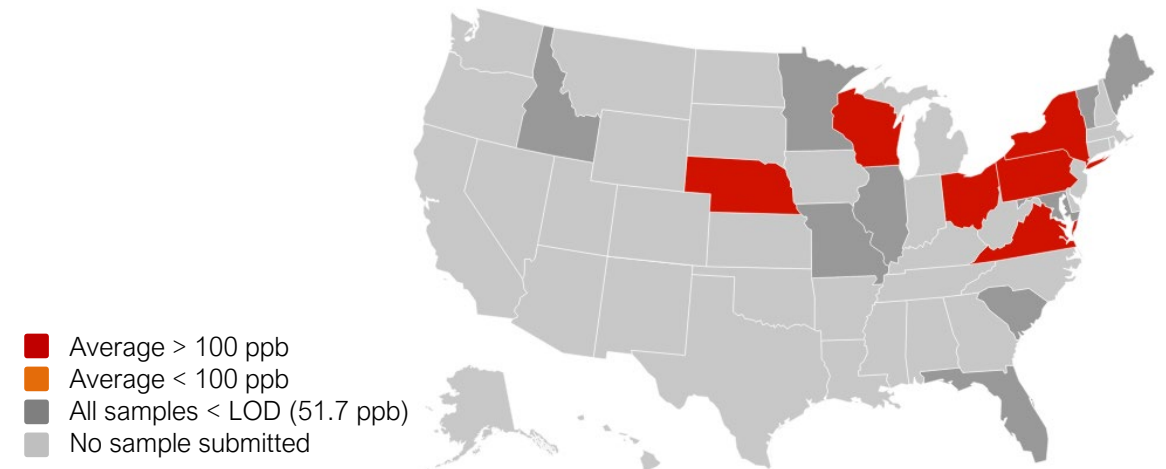 Average > 100 ppb
Average < 100 ppb
All samples < LOD (51.7 ppb)
No sample submitted